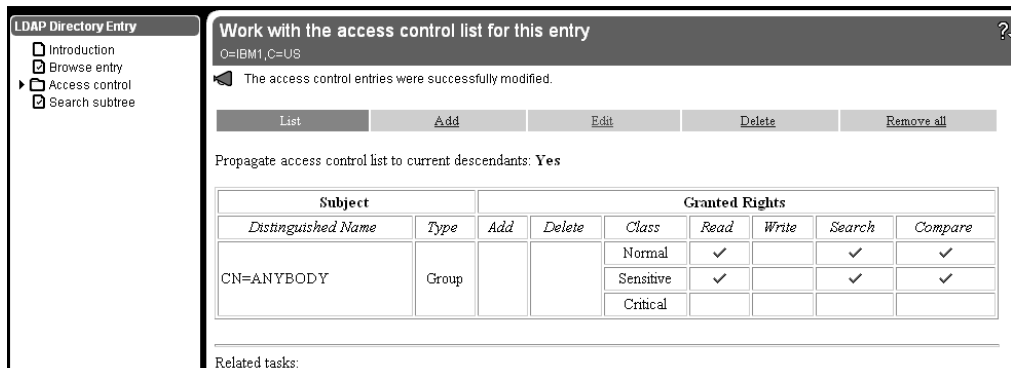 LDAP Directory Entry
Introduction
Browse entry
Access control
Search subtree
Work with the access control list for this entry
O=IBM1,C=US
The access control entries were successfully modified.
List Add Edit Delete Remove all
Propagate access control list to current descendants: Yes
Subject Granted Rights
Distinguished Name Type Add Delete Class Read Write Search Compare
Normal ✓ ✓ ✓
CN=ANYBODY Group Sensitive ✓ ✓ ✓
Critical
Related tasks: